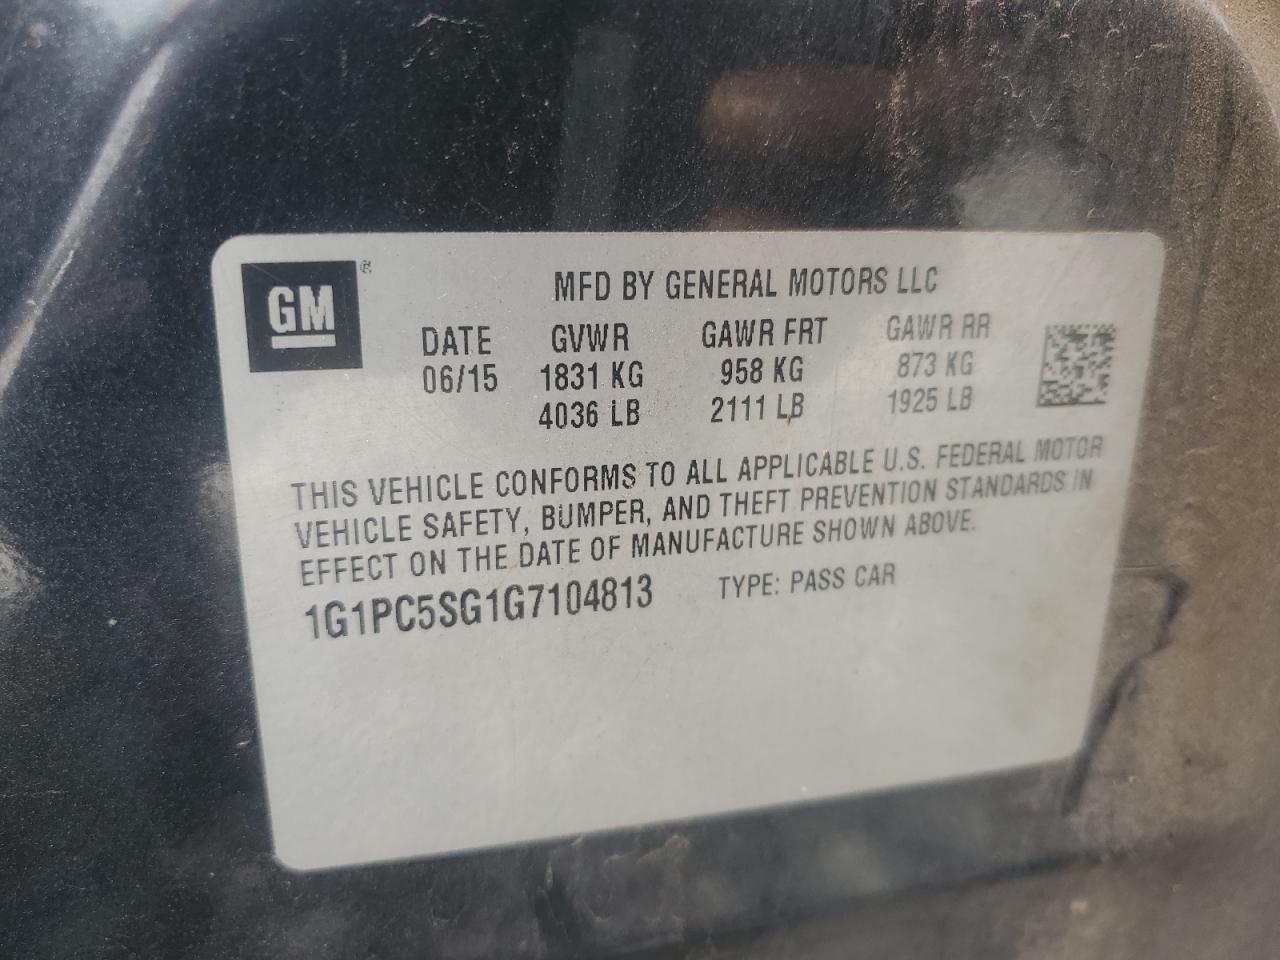 GM ®
MFD BY GENERAL MOTORS LLC
DATE GVWR GAWR FRT GAWR RR
06/15 1831 KG 958 KG 873 KG
4036 LB 2111 LB 1925 LB
THIS VEHICLE CONFORMS TO ALL APPLICABLE U.S. FEDERAL MOTOR
VEHICLE SAFETY, BUMPER, AND THEFT PREVENTION STANDARDS IN
EFFECT ON THE DATE OF MANUFACTURE SHOWN ABOVE.
1G1PC5SG1G7104813 TYPE: PASS CAR